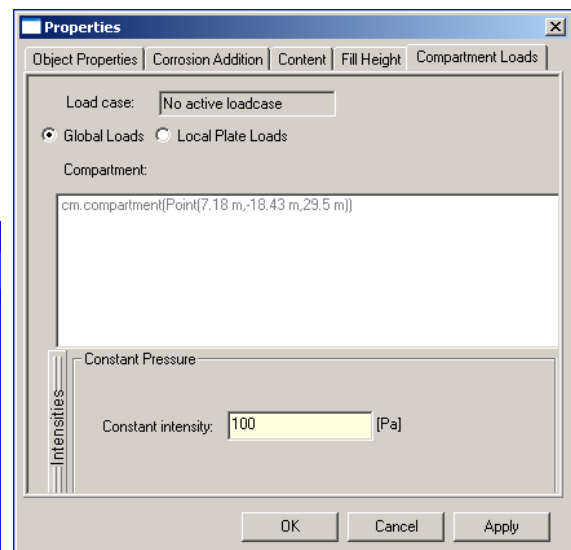 Properties
Object Properties Corrosion Addition Content Fill Height Compartment Loads
Load case: No active loadcase
Global Loads Local Plate Loads
Compartment:
cm.compartment(Point(7.18 m,-18.43 m,29.5 m))
Constant Pressure
Intensities
Constant intensity: 100 [Pa]
OK Cancel Apply